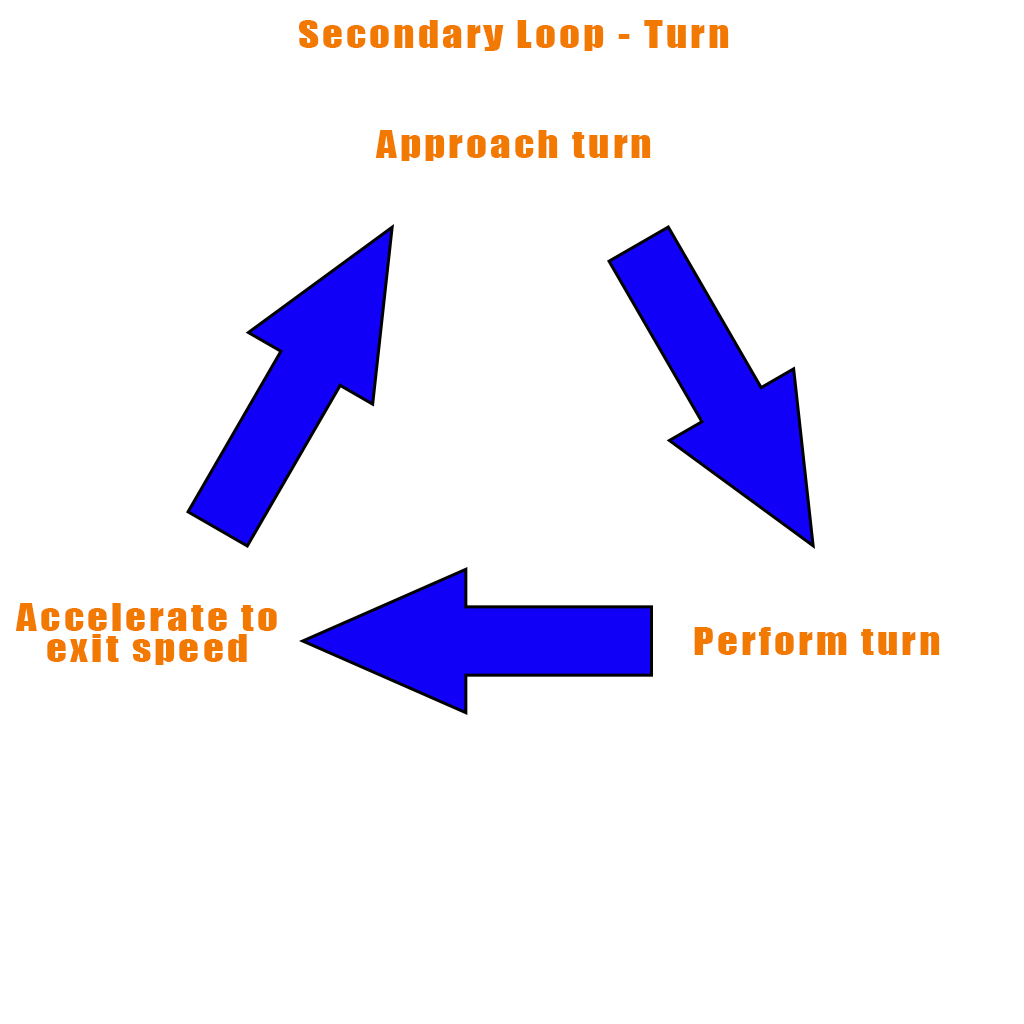 Secondary Loop - Turn
Approach turn
Accelerate to
exit speed
Perform turn